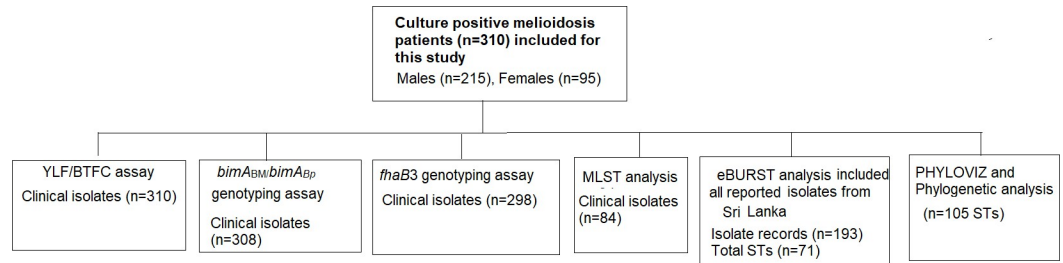 Culture positive melioidosis
patients (n=310) included for
this study
Males (n=215), Females (n=95)
YLF/BTFC assay
Clinical isolates (n=310)
bimABM/bimABp
genotyping assay
Clinical isolates
(n=308)
fhaB3 genotyping assay
Clinical isolates (n=298)
MLST analysis
Clinical isolates
(n=84)
eBURST analysis included
all reported isolates from
Sri Lanka
Isolate records (n=193)
Total STs (n=71)
PHYLOVIZ and
Phylogenetic analysis
(n=105 STs)